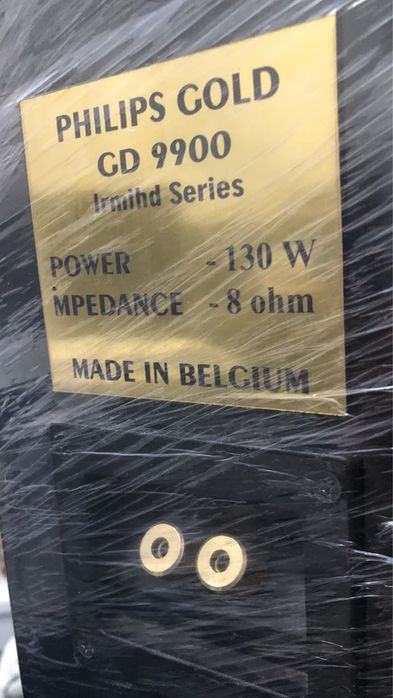 PHILIPS GOLD
GD 9900
Irmihd Series
POWER - 130 W
iMPEDANCE - 8 ohm
MADE IN BELGIUM